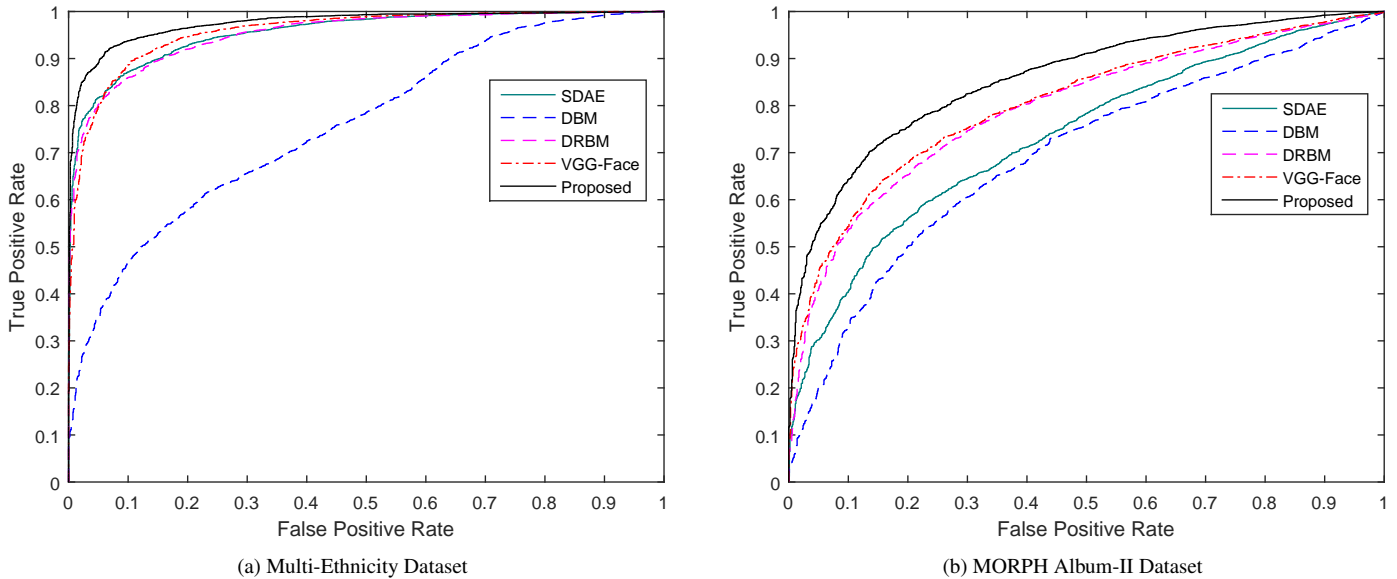 1
0.9
0.8
0.7
0.6
0.5
0.4
0.3
0.2
0.1
0
True Positive Rate
SDAE
DBM
DRBM
VGG-Face
Proposed
0 0.1 0.2 0.3 0.4 0.5 0.6 0.7 0.8 0.9 1
False Positive Rate
(a) Multi-Ethnicity Dataset
1
0.9
0.8
0.7
0.6
0.5
0.4
0.3
0.2
0.1
0
True Positive Rate
SDAE
DBM
DRBM
VGG-Face
Proposed
0 0.1 0.2 0.3 0.4 0.5 0.6 0.7 0.8 0.9 1
False Positive Rate
(b) MORPH Album-II Dataset